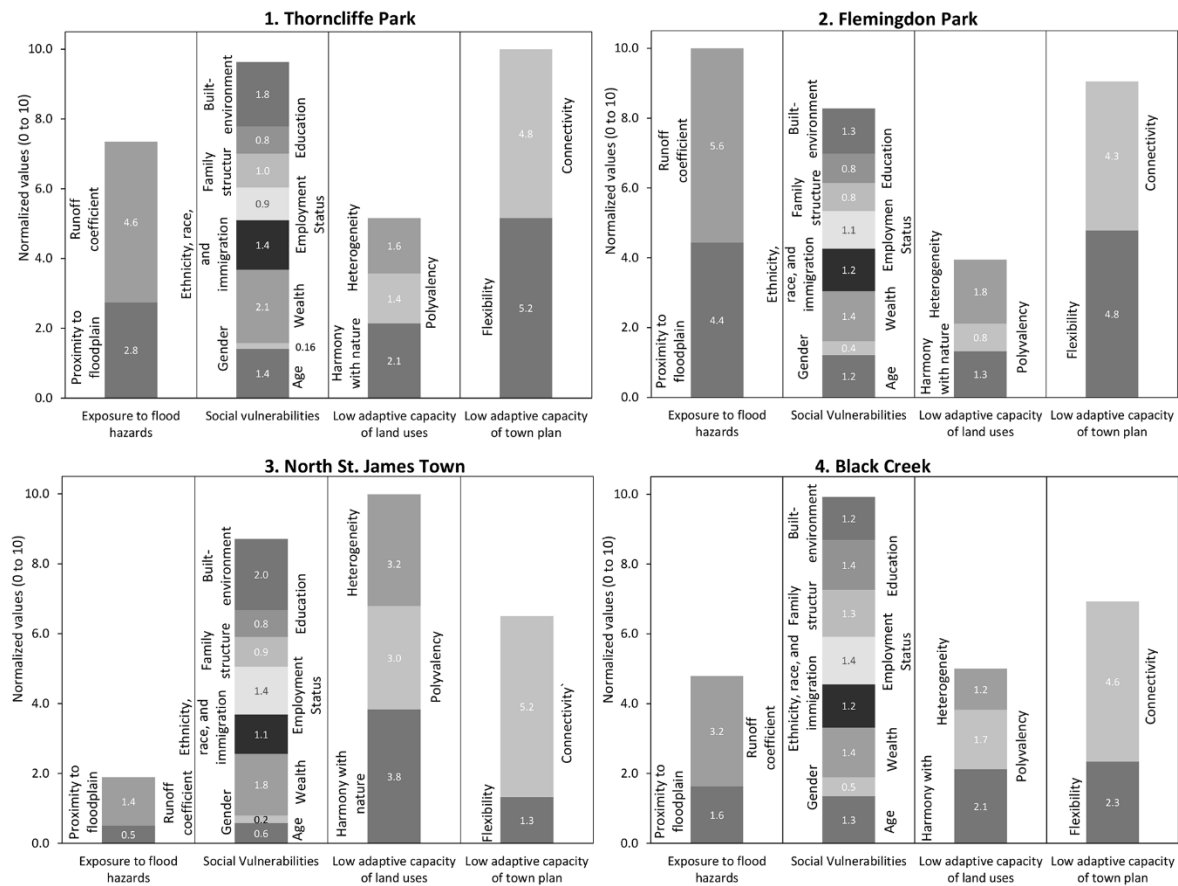 1. Thorncliffe Park
Normalized values (0 to 10)
10.0
8.0
6.0
4.0
2.0
0.0
Runoff
coefficient
4.6
Proximity to
floodplain
2.8
Exposure to flood
hazards
Built-
environment
1.8
Education
0.8
Family
structur
1.0
Employment
Status
0.9
Ethnicity, race,
and
immigration
1.4
Wealth
2.1
Gender
0.16
Age
1.4
Social vulnerabilities
Heterogeneity
1.6
Polyvalency
1.4
Harmony
with nature
2.1
Low adaptive capacity
of land uses
Connectivity
4.8
Flexibility
5.2
Low adaptive capacity
of town plan
2. Flemingdon Park
Normalized values (0 to 10)
10.0
8.0
6.0
4.0
2.0
0.0
Runoff
coefficient
5.6
Proximity to
floodplain
4.4
Exposure to flood
hazards
Built-
environment
1.3
Education
0.8
Family
structure
0.8
Employmen
Status
1.1
Ethnicity,
race, and
immigration
1.2
Wealth
1.4
Gender
0.4
Age
1.2
Social Vulnerabilities
Heterogeneity
1.8
Polyvalency
0.8
Harmony
with nature
1.3
Low adaptive capacity
of land uses
Connectivity
4.3
Flexibility
4.8
Low adaptive capacity
of town plan
3. North St. James Town
Normalized values (0 to 10)
10.0
8.0
6.0
4.0
2.0
0.0
Runoff
coefficient
1.4
Proximity to
floodplain
0.5
Exposure to flood
hazards
Built-
environment
2.0
Education
0.8
Family
structure
0.9
Employment
Status
1.4
Ethnicity,
race, and
immigration
1.1
Wealth
1.8
Gender
0.2
Age
0.6
Social Vulnerabilities
Heterogeneity
3.2
Polyvalency
3.0
Harmony with
nature
3.8
Low adaptive capacity
of land uses
Connectivity`
5.2
Flexibility
1.3
Low adaptive capacity
of town plan
4. Black Creek
Normalized values (0 to 10)
10.0
8.0
6.0
4.0
2.0
0.0
Runoff
coefficient
3.2
Proximity to
floodplain
1.6
Exposure to flood
hazards
Built-
environment
1.2
Education
1.4
Family
structur
1.3
Employment
Status
1.4
Ethnicity, race, and
immigration
1.2
Wealth
1.4
Gender
0.5
Age
1.3
Social Vulnerabilities
Heterogeneity
1.2
Polyvalency
1.7
Harmony with
2.1
Low adaptive capacity
of land uses
Connectivity
4.6
Flexibility
2.3
Low adaptive capacity
of town plan